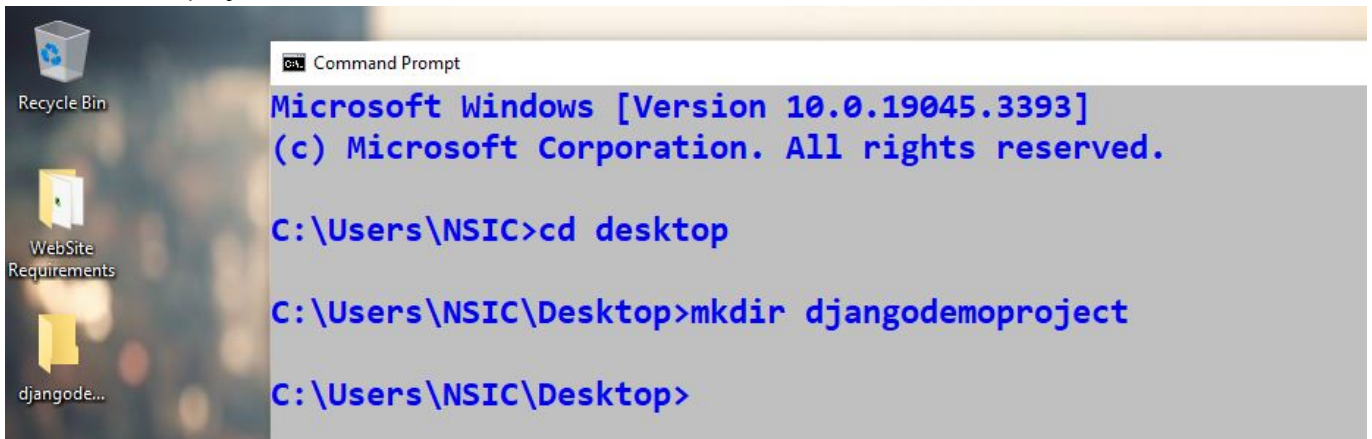 Recycle Bin
WebSite
Requirements
djangode...
Command Prompt
Microsoft Windows [Version 10.0.19045.3393]
(c) Microsoft Corporation. All rights reserved.
C:\Users\NSIC>cd desktop
C:\Users\NSIC\Desktop>mkdir djangodemoproject
C:\Users\NSIC\Desktop>